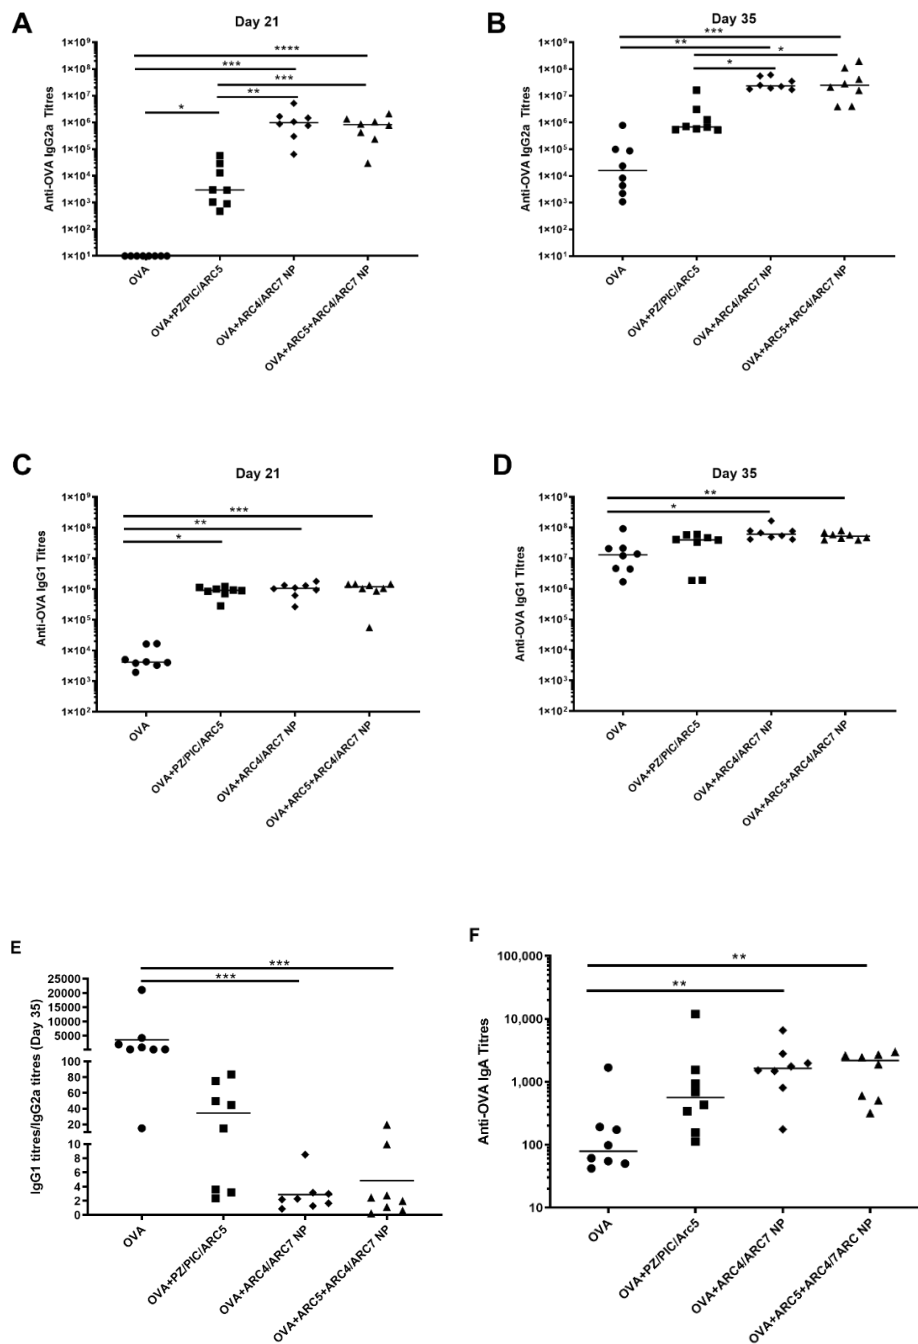 A
Day 21
****
***
***
**
*
Anti-OVA IgG2a Titres
1×10⁹
1×10⁸
1×10⁷
1×10⁶
1×10⁵
1×10⁴
1×10³
1×10²
1×10¹
OVA
OVA+PZ/PIC/ARC5
OVA+ARC4/ARC7 NP
OVA+ARC5+ARC4/ARC7 NP
B
Day 35
***
**
*
*
Anti-OVA IgG2a Titres
1×10⁹
1×10⁸
1×10⁷
1×10⁶
1×10⁵
1×10⁴
1×10³
1×10²
1×10¹
OVA
OVA+PZ/PIC/ARC5
OVA+ARC4/ARC7 NP
OVA+ARC5+ARC4/ARC7 NP
C
Day 21
***
**
*
Anti-OVA IgG1 Titres
1×10⁹
1×10⁸
1×10⁷
1×10⁶
1×10⁵
1×10⁴
1×10³
1×10²
OVA
OVA+PZ/PIC/ARC5
OVA+ARC4/ARC7 NP
OVA+ARC5+ARC4/ARC7 NP
D
Day 35
**
*
Anti-OVA IgG1 Titres
1×10⁹
1×10⁸
1×10⁷
1×10⁶
1×10⁵
1×10⁴
1×10³
1×10²
OVA
OVA+PZ/PIC/ARC5
OVA+ARC4/ARC7 NP
OVA+ARC5+ARC4/ARC7 NP
E
***
***
IgG1 titres/IgG2a titres (Day 35)
25000
20000
15000
10000
5000
100
80
60
40
20
8
6
4
2
0
OVA
OVA+PZ/PIC/ARC5
OVA+ARC4/ARC7 NP
OVA+ARC5+ARC4/ARC7 NP
F
**
**
Anti-OVA IgA Titres
100,000
10,000
1,000
100
10
OVA
OVA+PZ/PIC/Arc5
OVA+ARC4/ARC7 NP
OVA+ARC5+ARC4/7ARC NP